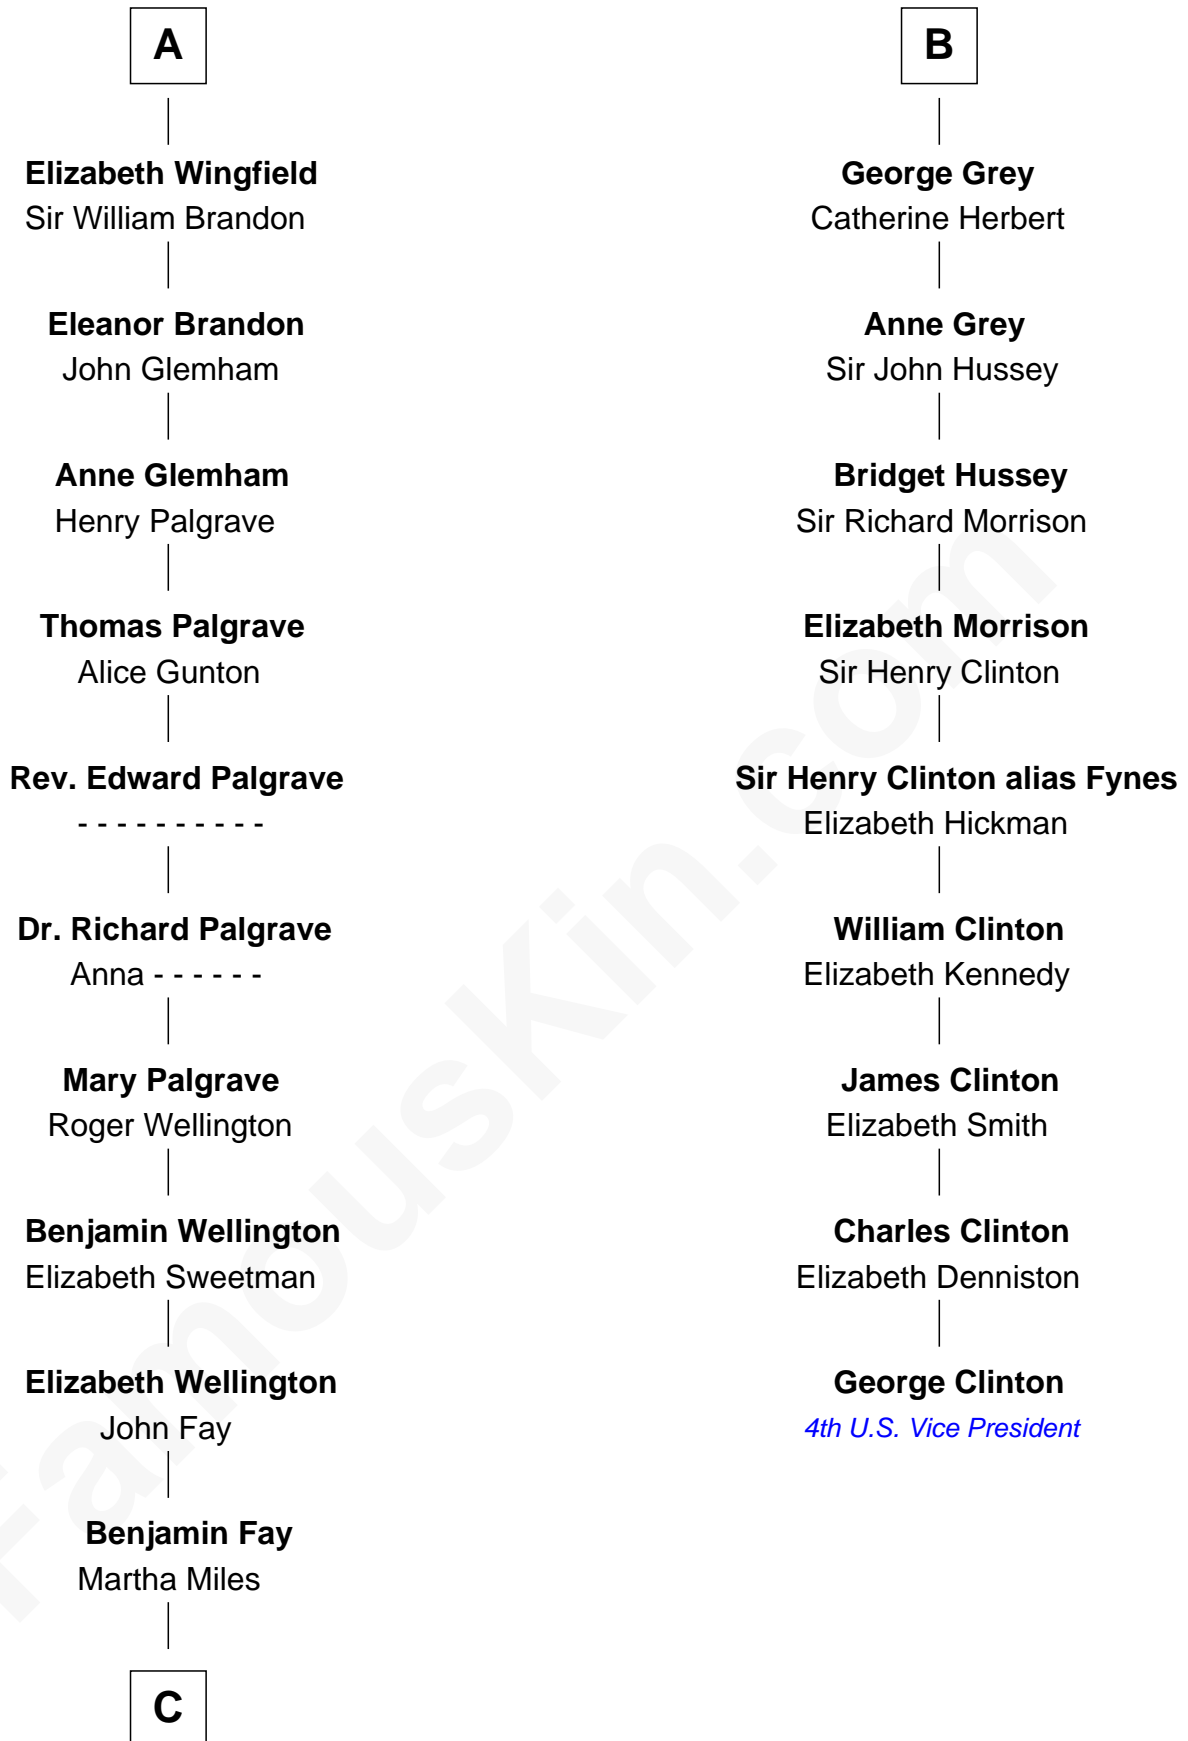 A
Elizabeth Wingfield
Sir William Brandon
Eleanor Brandon
John Glemham
Anne Glemham
Henry Palgrave
Thomas Palgrave
Alice Gunton
Rev. Edward Palgrave
- - - - - - - - - -
Dr. Richard Palgrave
Anna - - - - - -
Mary Palgrave
Roger Wellington
Benjamin Wellington
Elizabeth Sweetman
Elizabeth Wellington
John Fay
Benjamin Fay
Martha Miles
C
B
George Grey
Catherine Herbert
Anne Grey
Sir John Hussey
Bridget Hussey
Sir Richard Morrison
Elizabeth Morrison
Sir Henry Clinton
Sir Henry Clinton alias Fynes
Elizabeth Hickman
William Clinton
Elizabeth Kennedy
James Clinton
Elizabeth Smith
Charles Clinton
Elizabeth Denniston
George Clinton
4th U.S. Vice President
FamousKin.com